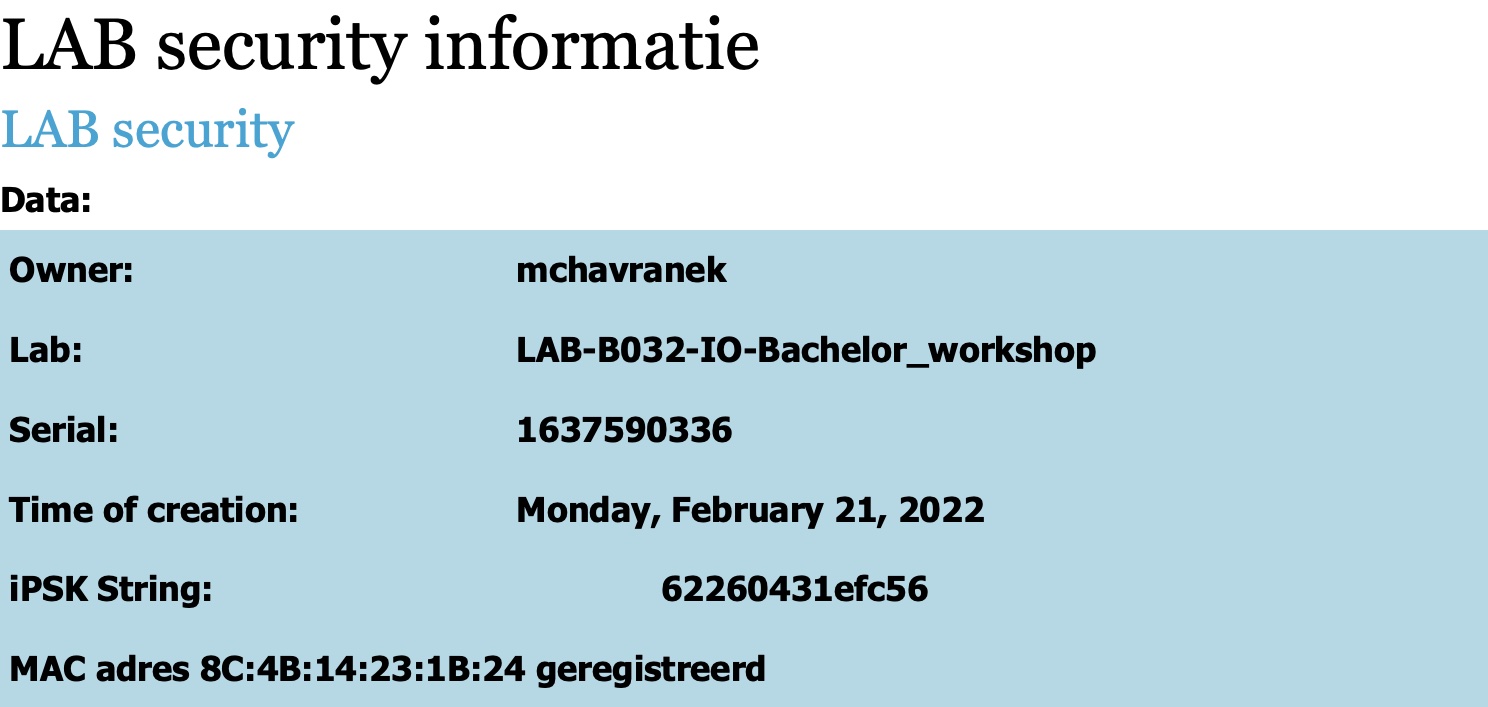 LAB security informatie
LAB security
Data:
Owner: mchavranek
Lab: LAB-B032-IO-Bachelor_workshop
Serial: 1637590336
Time of creation: Monday, February 21, 2022
iPSK String: 62260431efc56
MAC adres 8C:4B:14:23:1B:24 geregistreerd